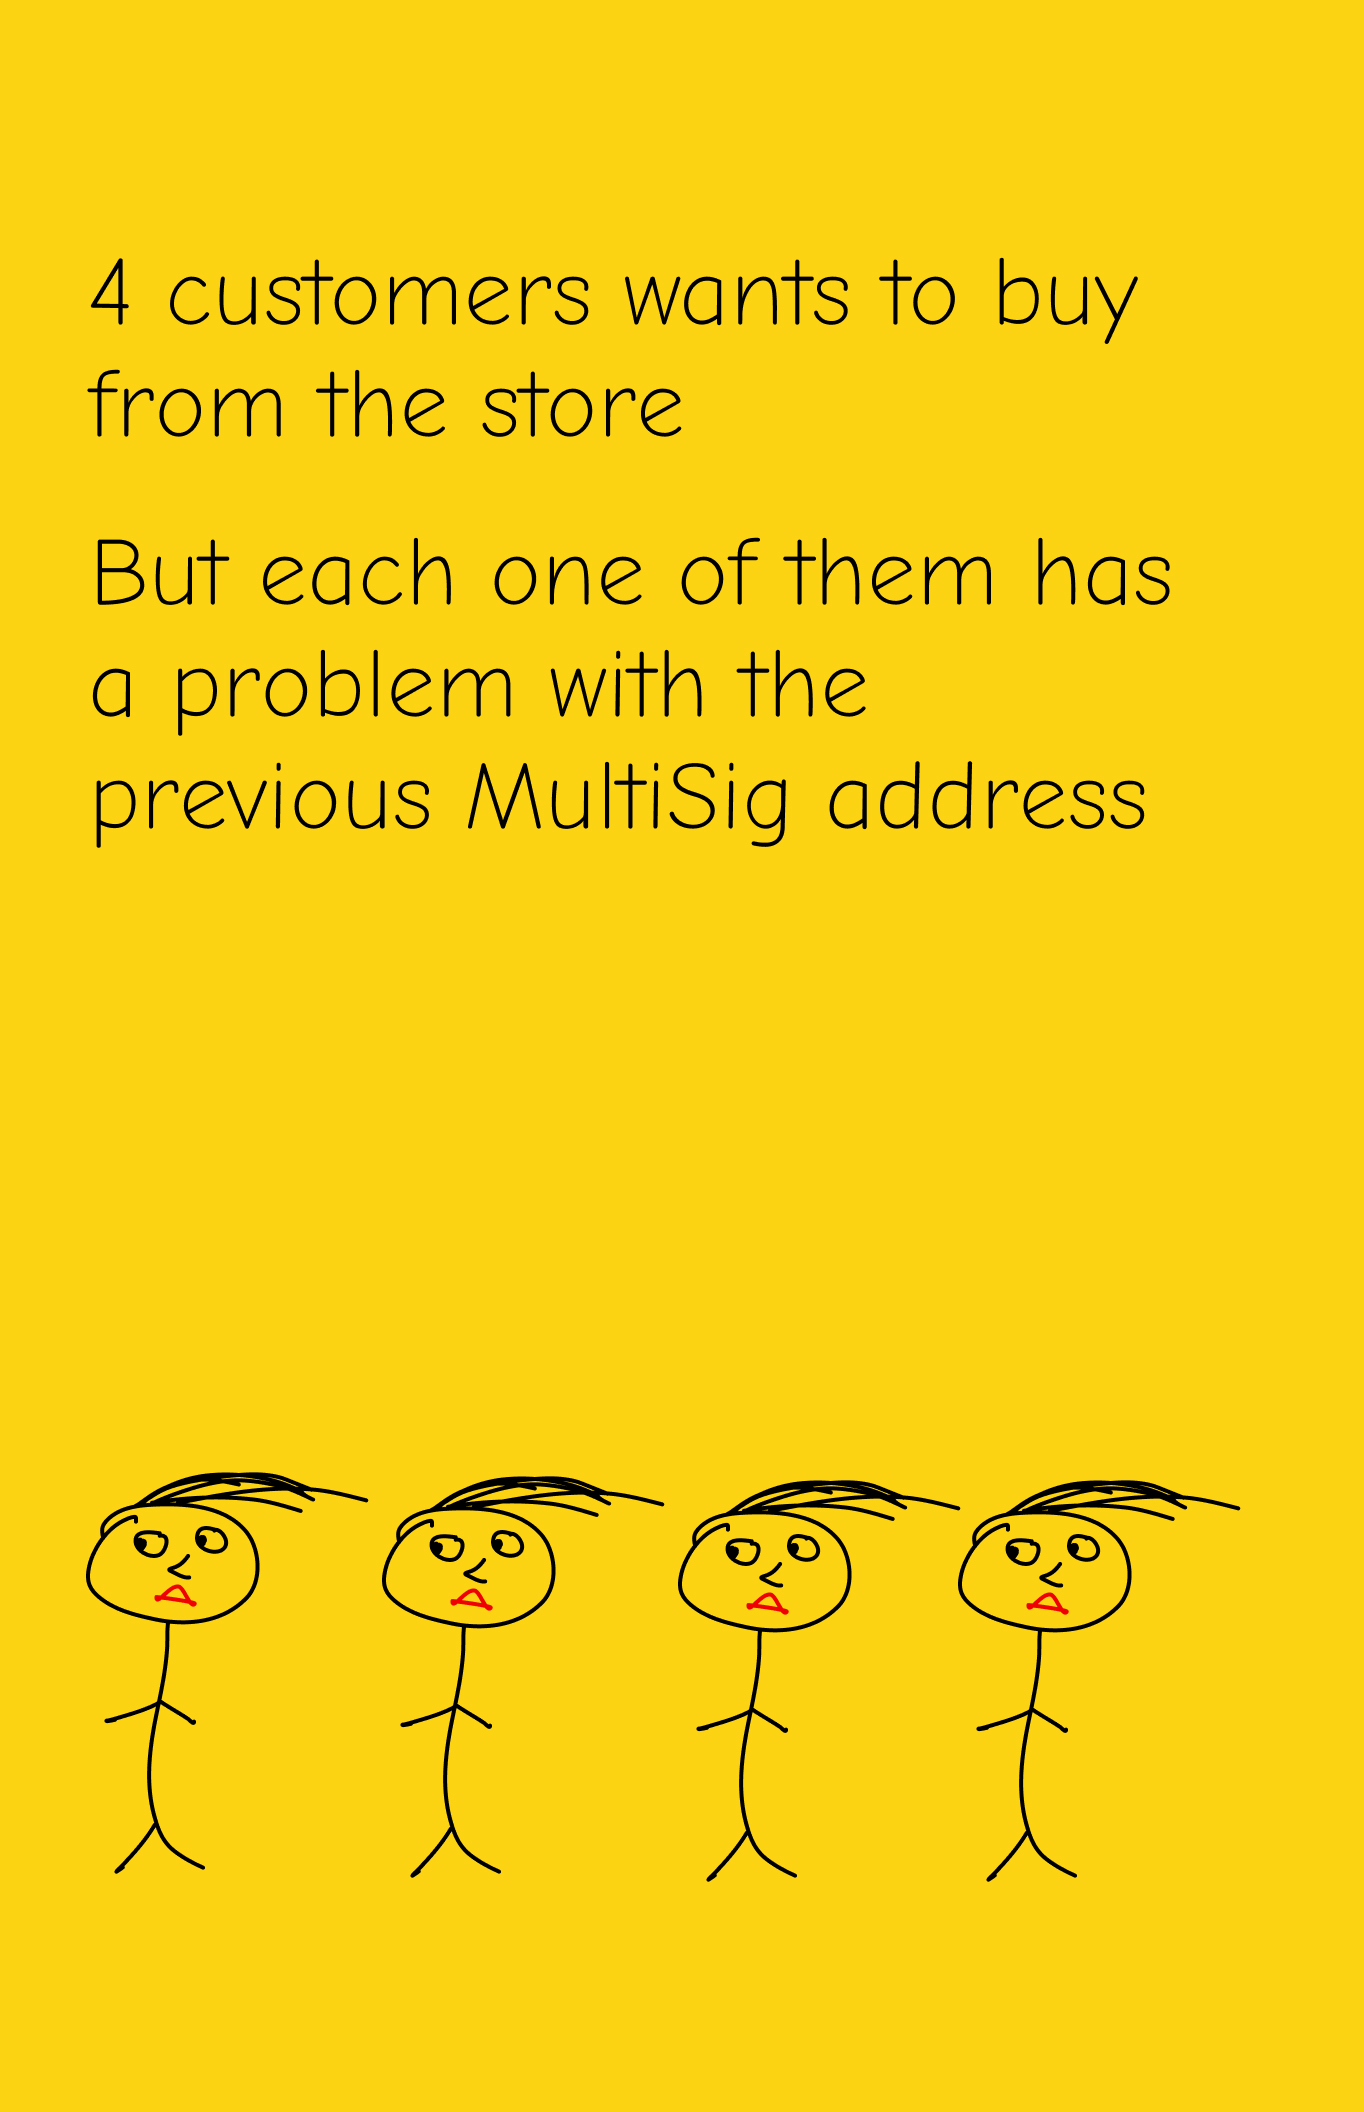 4 customers wants to buy
from the store
But each one of them has
a problem with the
previous MultiSig address